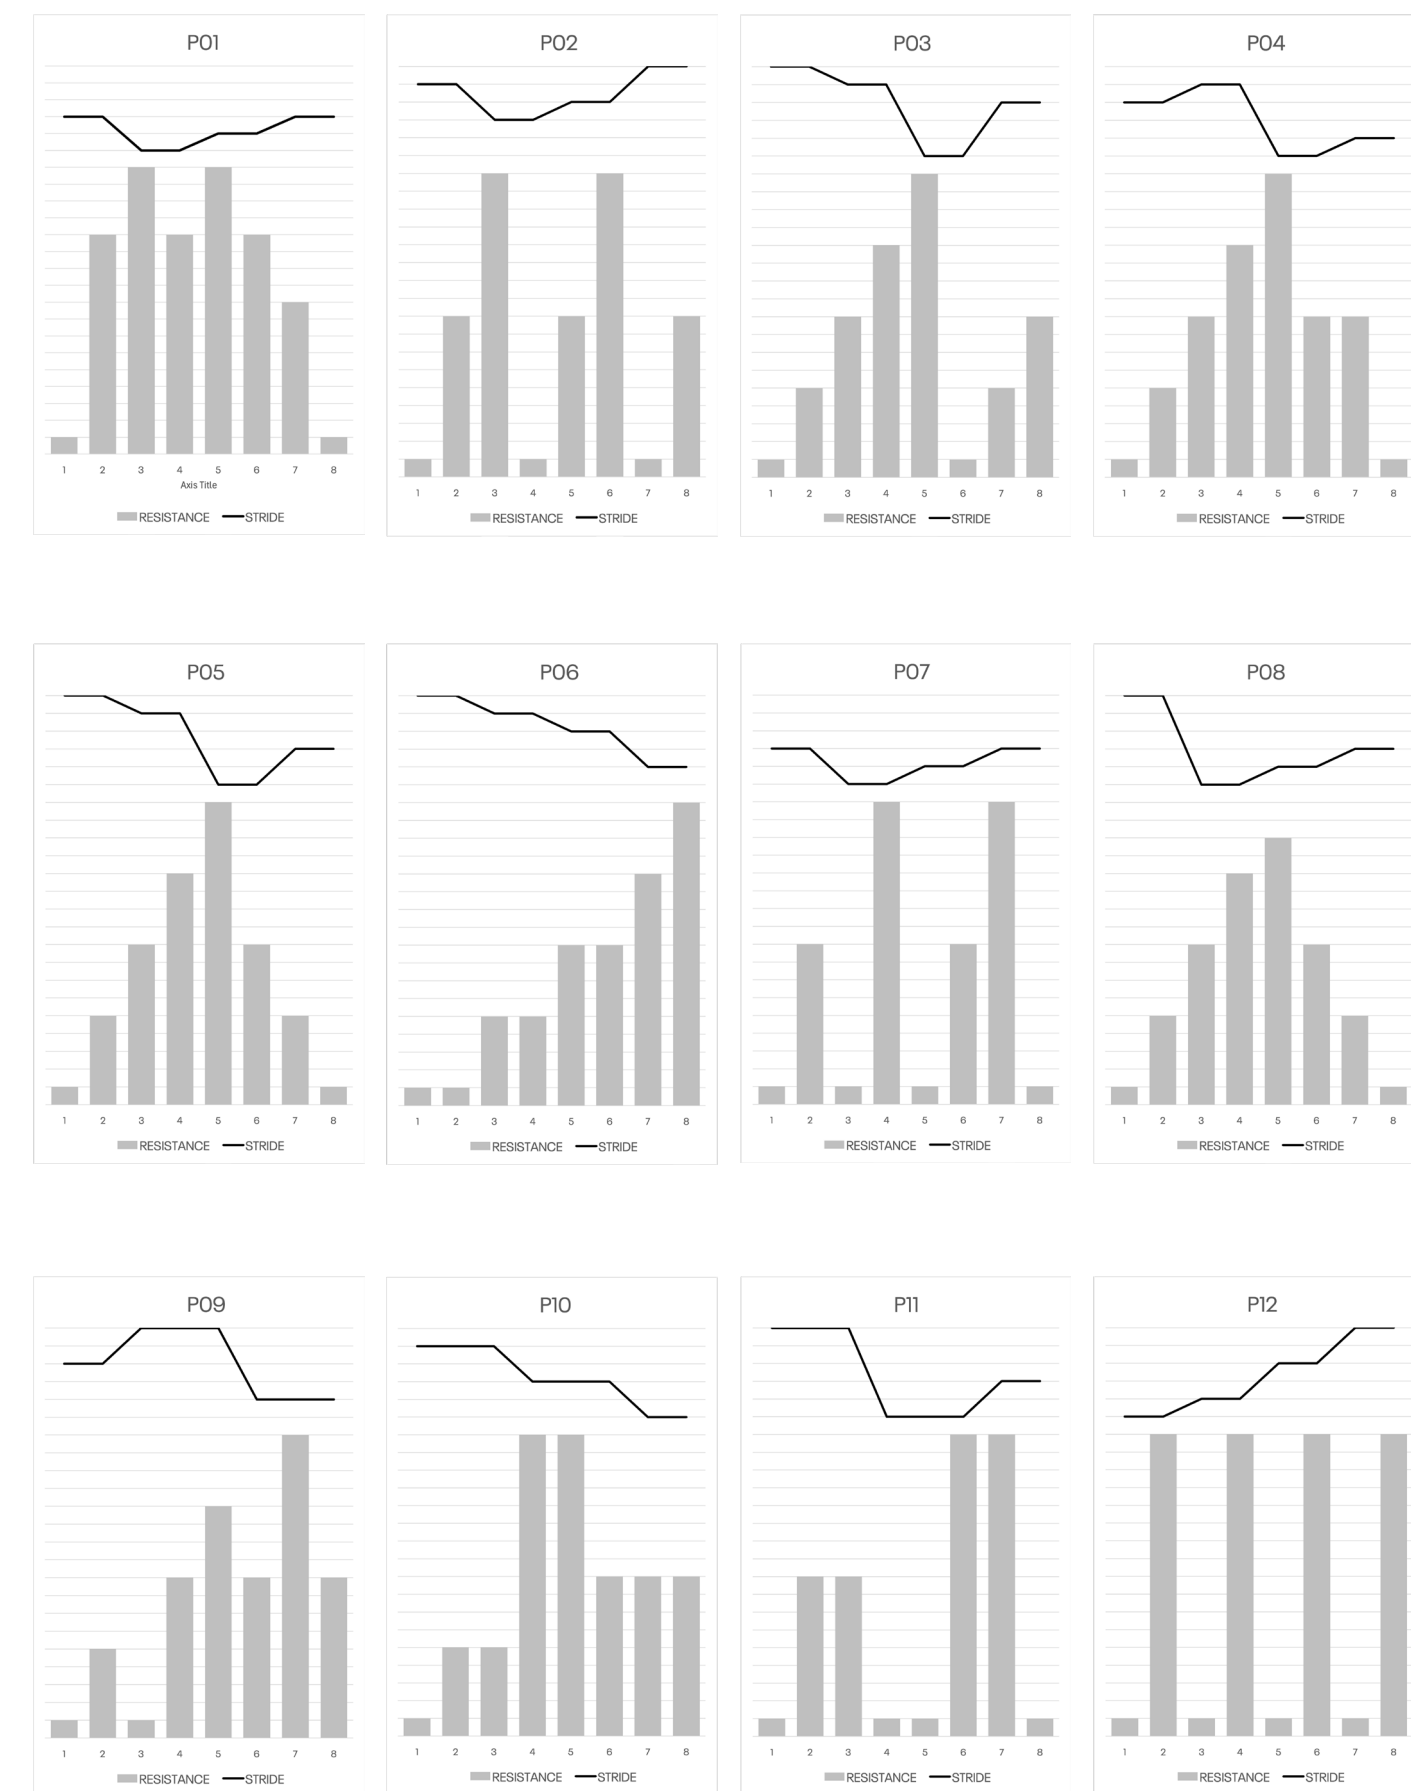 P01
1 2 3 4 5 6 7 8
Axis Title
RESISTANCE STRIDE
P02
1 2 3 4 5 6 7 8
RESISTANCE STRIDE
P03
1 2 3 4 5 6 7 8
RESISTANCE STRIDE
P04
1 2 3 4 5 6 7 8
RESISTANCE STRIDE
P05
1 2 3 4 5 6 7 8
RESISTANCE STRIDE
P06
1 2 3 4 5 6 7 8
RESISTANCE STRIDE
P07
1 2 3 4 5 6 7 8
RESISTANCE STRIDE
P08
1 2 3 4 5 6 7 8
RESISTANCE STRIDE
P09
1 2 3 4 5 6 7 8
RESISTANCE STRIDE
P10
1 2 3 4 5 6 7 8
RESISTANCE STRIDE
P11
1 2 3 4 5 6 7 8
RESISTANCE STRIDE
P12
1 2 3 4 5 6 7 8
RESISTANCE STRIDE